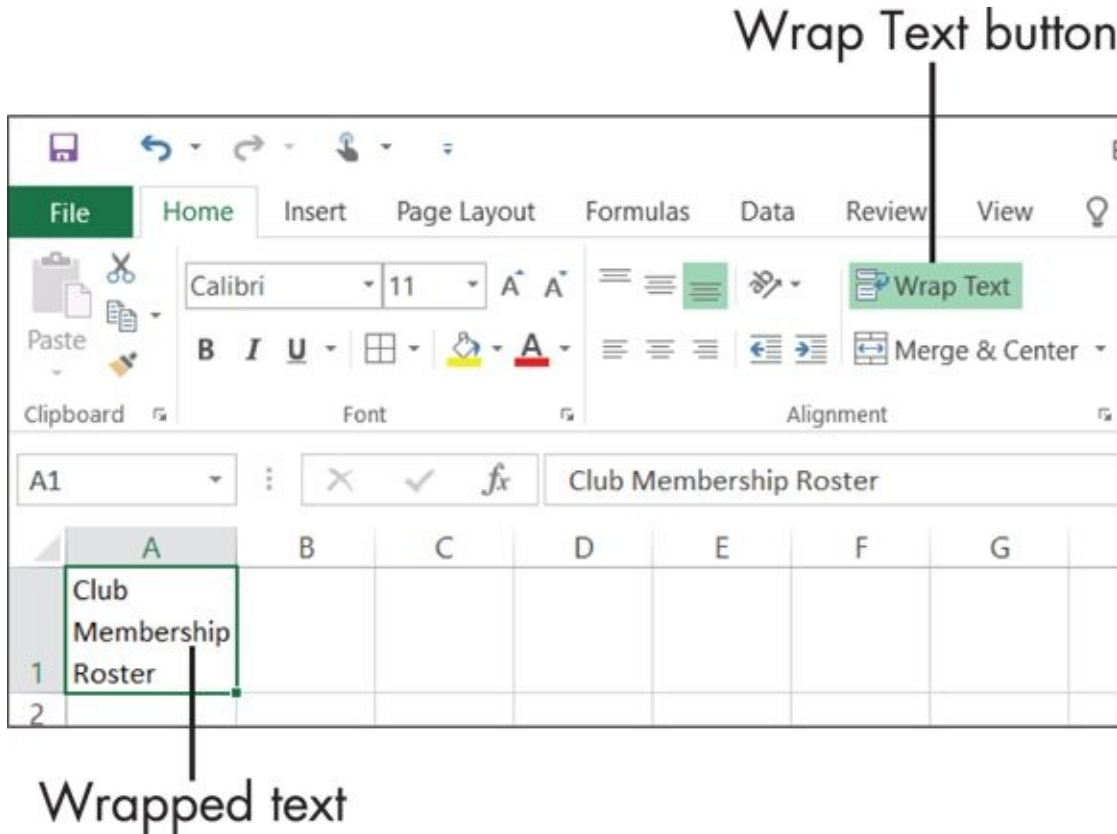 Wrap Text button
File Home Insert Page Layout Formulas Data Review View
Calibri 11 A A Wrap Text
Paste B I U A Merge & Center
Clipboard Font Alignment
A1 fx Club Membership Roster
A B C D E F G
Club
Membership
1 Roster
2
Wrapped text